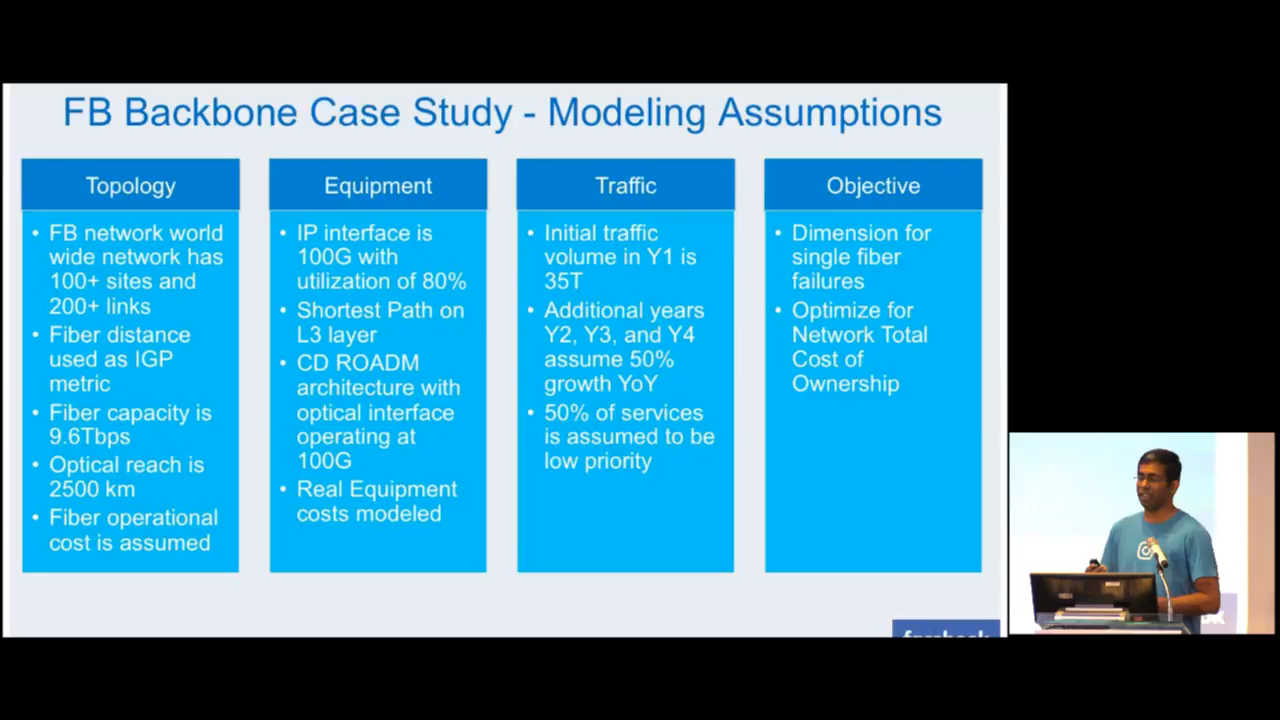 FB Backbone Case Study - Modeling Assumptions
Topology
• FB network world
wide network has
100+ sites and
200+ links
• Fiber distance
used as IGP
metric
• Fiber capacity is
9.6Tbps
• Optical reach is
2500 km
• Fiber operational
cost is assumed
Equipment
• IP interface is
100G with
utilization of 80%
• Shortest Path on
L3 layer
• CD ROADM
architecture with
optical interface
operating at
100G
• Real Equipment
costs modeled
Traffic
• Initial traffic
volume in Y1 is
35T
• Additional years
Y2, Y3, and Y4
assume 50%
growth YoY
• 50% of services
is assumed to be
low priority
Objective
• Dimension for
single fiber
failures
• Optimize for
Network Total
Cost of
Ownership
facebook